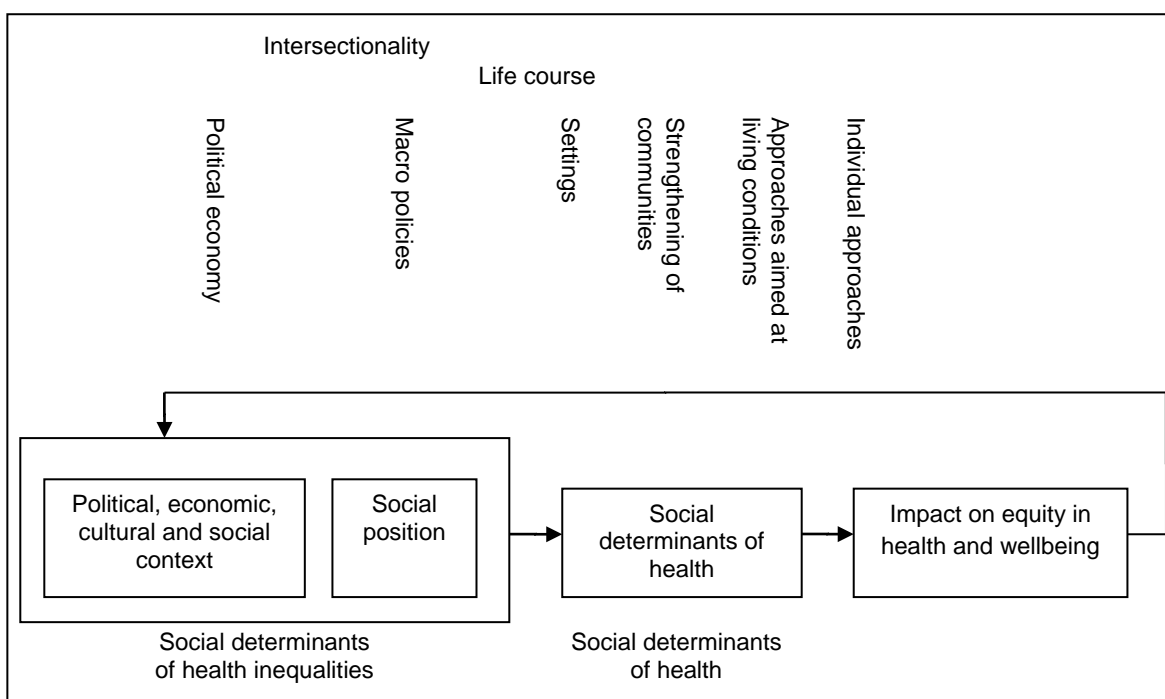 Intersectionality
Life course
Political economy
Macro policies
Settings
Strengthening of
communities
Approaches aimed at
living conditions
Individual approaches
Political, economic,
cultural and social
context
Social
position
Social
determinants of
health
Impact on equity in
health and wellbeing
Social determinants
of health inequalities
Social determinants
of health